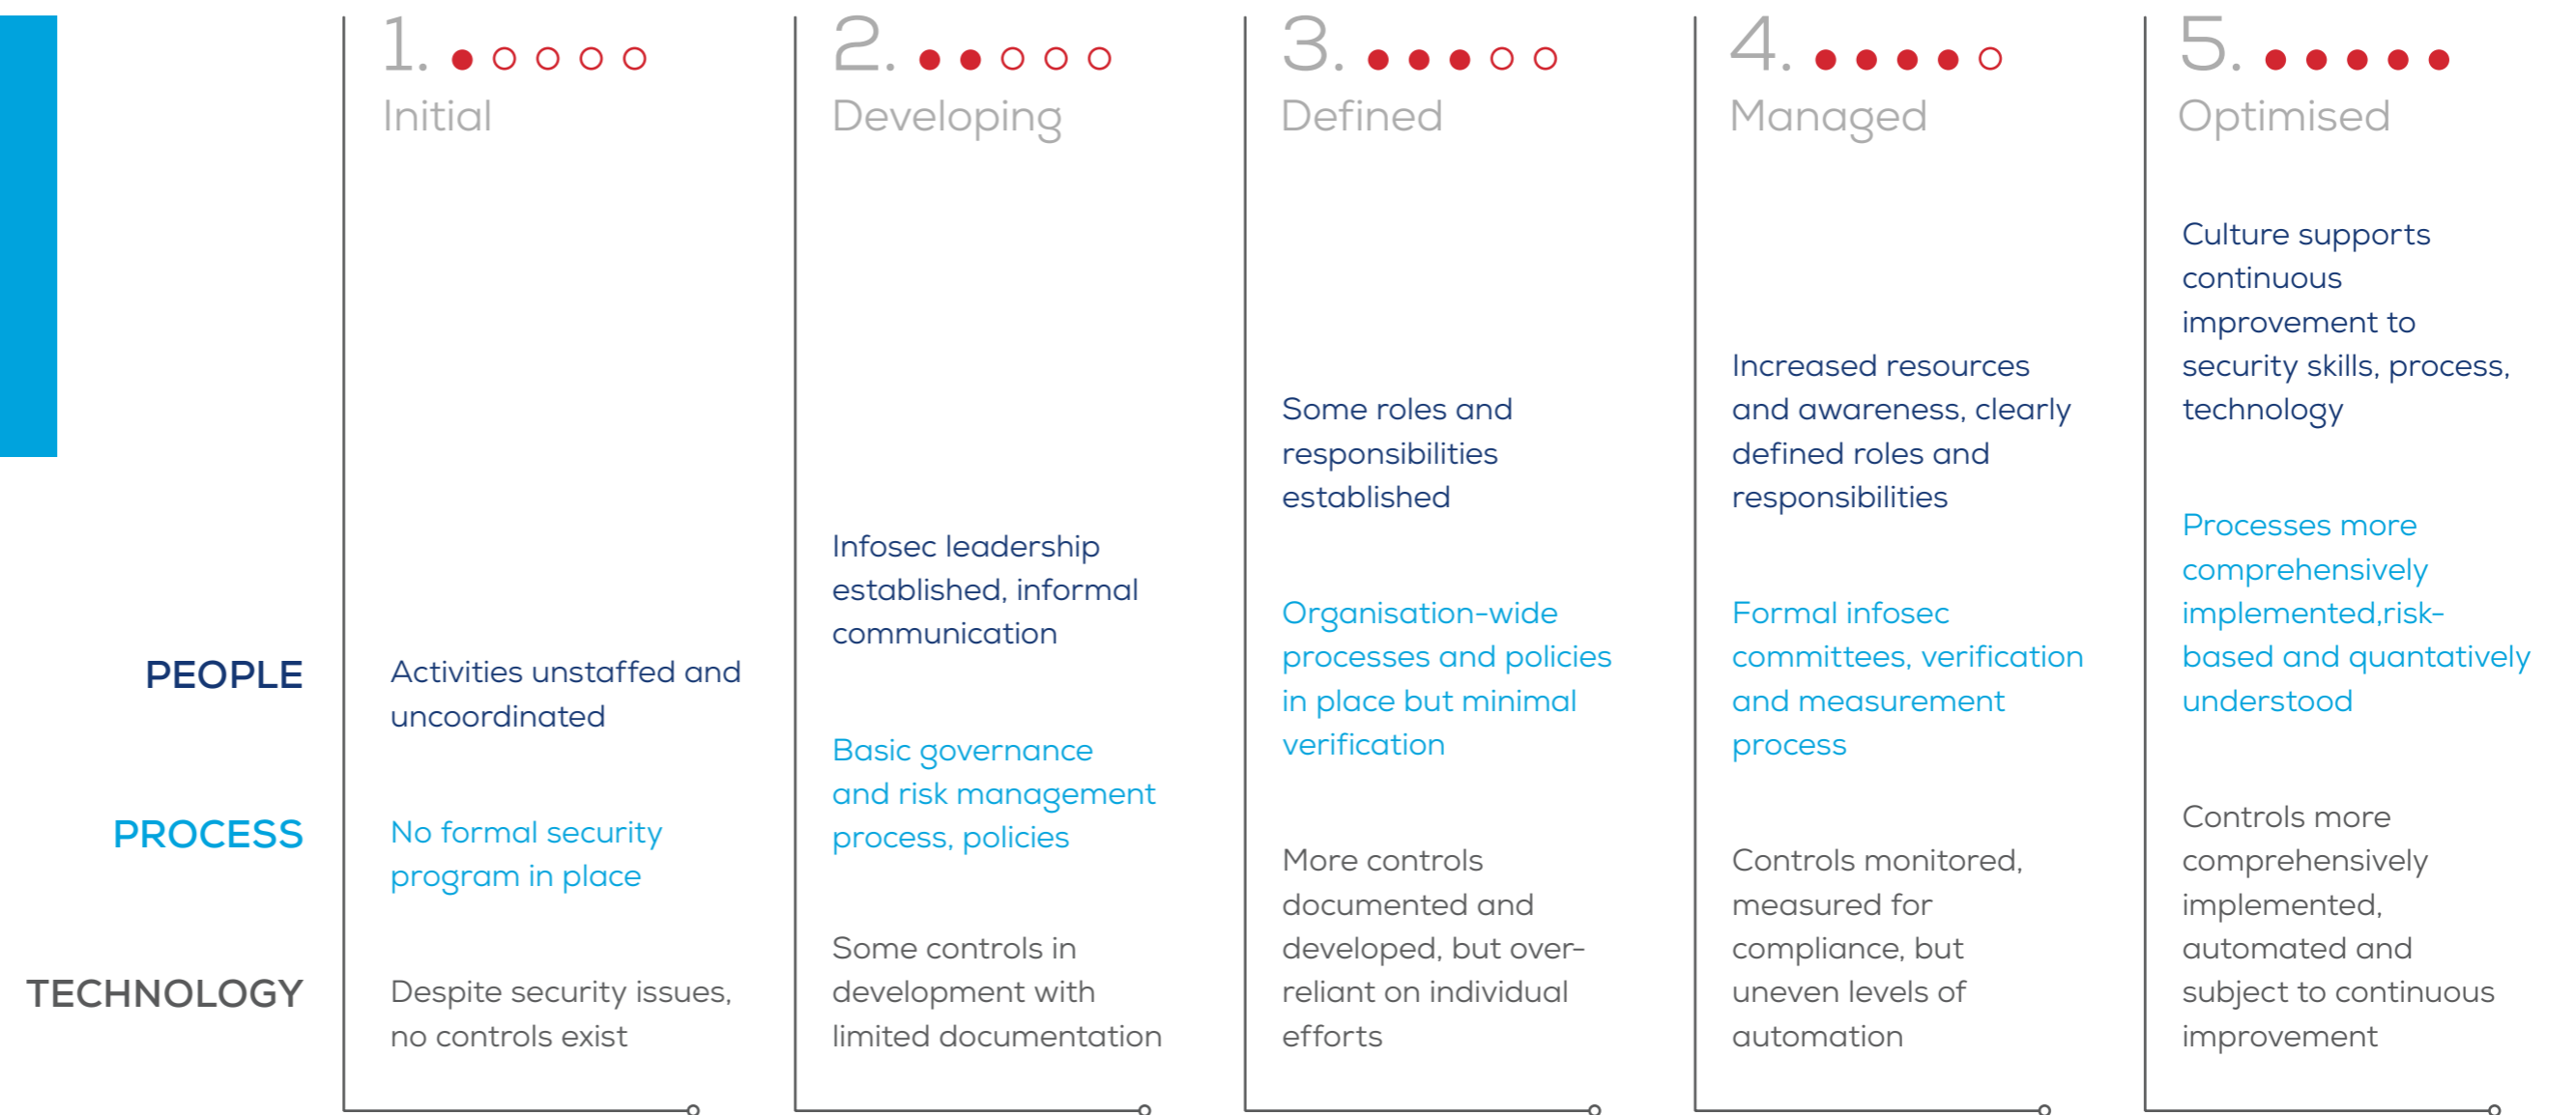 1.
Initial
2.
Developing
3.
Defined
4.
Managed
5.
Optimised
PEOPLE
PROCESS
TECHNOLOGY
Activities unstaffed and
uncoordinated
No formal security
program in place
Despite security issues,
no controls exist
Infosec leadership
established, informal
communication
Basic governance
and risk management
process, policies
Some controls in
development with
limited documentation
Some roles and
responsibilities
established
Organisation-wide
processes and policies
in place but minimal
verification
More controls
documented and
developed, but over-
reliant on individual
efforts
Increased resources
and awareness, clearly
defined roles and
responsibilities
Formal infosec
committees, verification
and measurement
process
Controls monitored,
measured for
compliance, but
uneven levels of
automation
Culture supports
continuous
improvement to
security skills, process,
technology
Processes more
comprehensively
implemented,risk-
based and quantatively
understood
Controls more
comprehensively
implemented,
automated and
subject to continuous
improvement